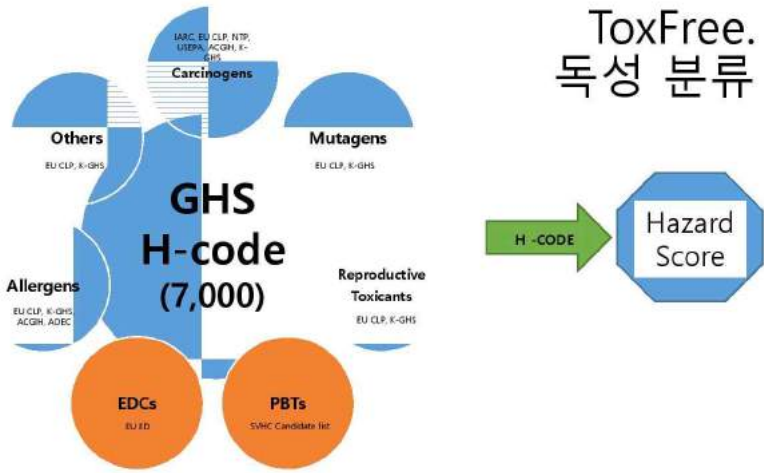 ToxFree.
독성 분류
IARC, EU CLP, NTP,
USEPA, ACGIH, K-
GHS
Carcinogens
Others
EU CLP, K-GHS
Mutagens
EU CLP, K-GHS
GHS
H-code
(7,000)
Allergens
EU CLP, K-GHS,
ACGIH, AOEC
Reproductive
Toxicants
EU CLP, K-GHS
EDCs
EU ED
PBTs
SVHC Candidate list
H -CODE
Hazard
Score